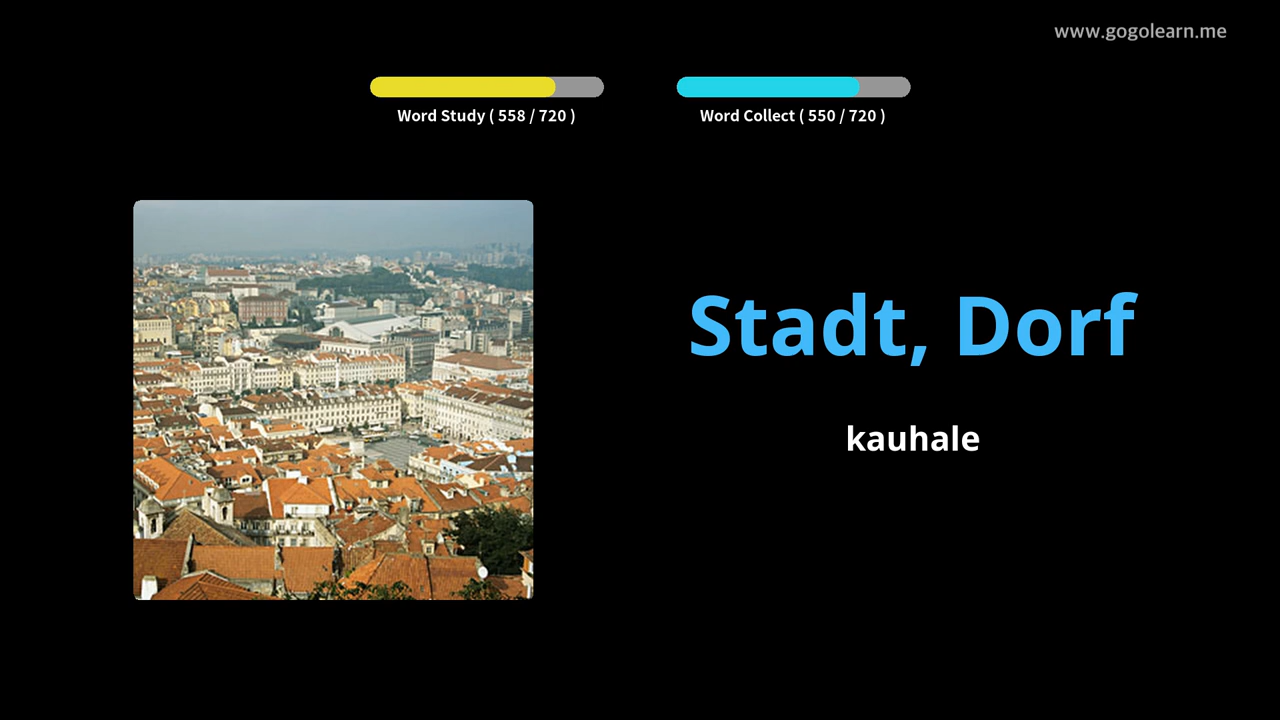 www.gogolearn.me
Word Study ( 558 / 720 )
Word Collect ( 550 / 720 )
Stadt, Dorf
kauhale